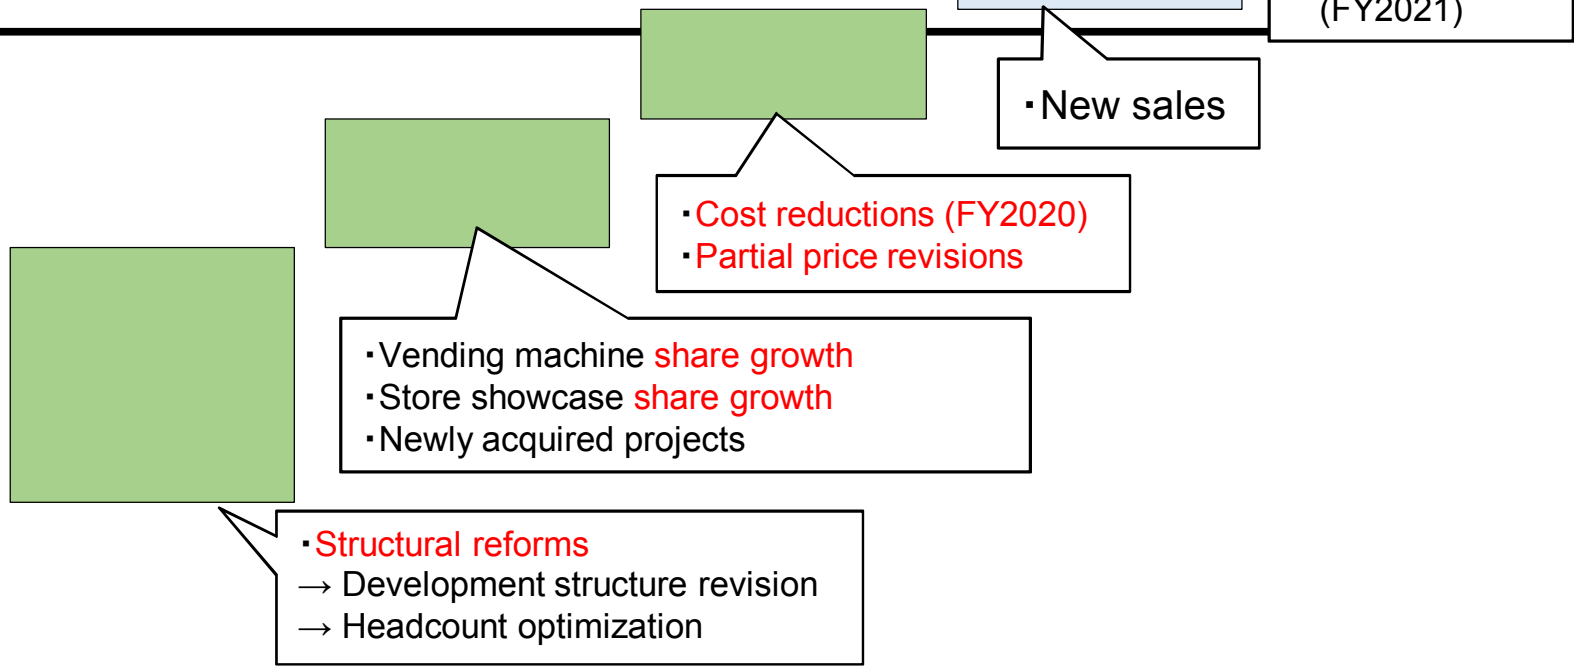 (FY2021)
・New sales
・Cost reductions (FY2020)
・Partial price revisions
・Vending machine share growth
・Store showcase share growth
・Newly acquired projects
・Structural reforms
→ Development structure revision
→ Headcount optimization